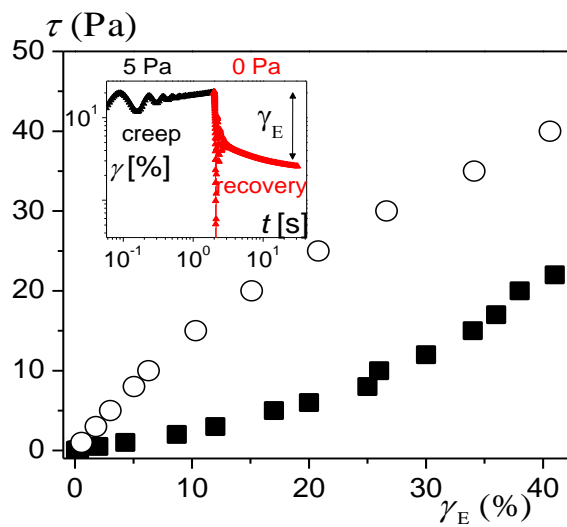 τ (Pa)
50
40
30
20
10
0
0 10 20 30 40
γE (%)
5 Pa 0 Pa
10¹
creep
γE
γ[%]
recovery
t [s]
10⁻¹ 10⁰ 10¹